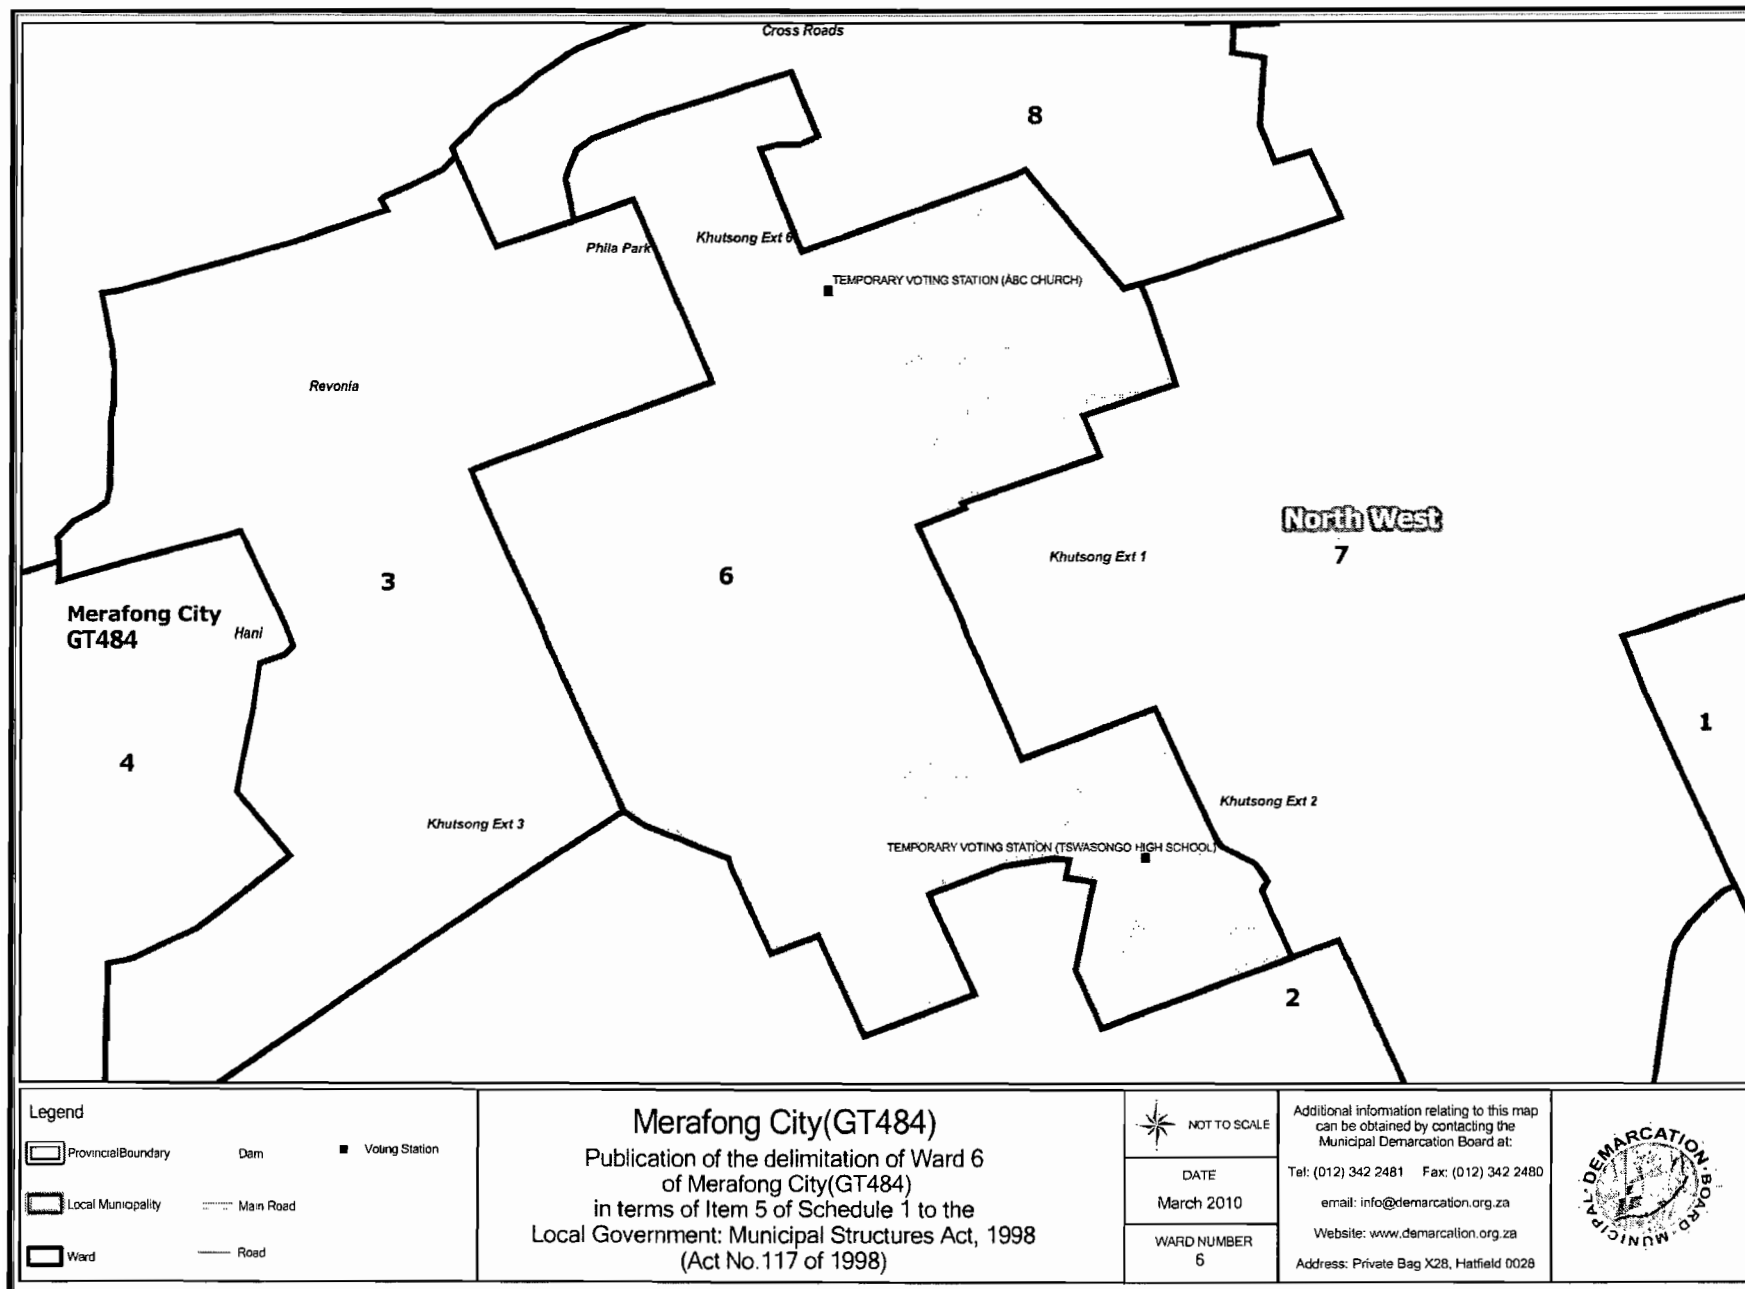 Cross Roads
8
Phila Park
Khutsong Ext 6
TEMPORARY VOTING STATION (ABC CHURCH)
Revonia
North West
7
Khutsong Ext 1
3
6
Merafong City
GT484
Hani
4
1
Khutsong Ext 3
Khutsong Ext 2
TEMPORARY VOTING STATION (TSWASONGO HIGH SCHOOL)
2
Legend
Provincial Boundary
Dam
Voting Station
Local Municipality
Main Road
Ward
Road
Merafong City(GT484)
Publication of the delimitation of Ward 6
of Merafong City(GT484)
in terms of Item 5 of Schedule 1 to the
Local Government: Municipal Structures Act, 1998
(Act No.117 of 1998)
NOT TO SCALE
DATE
March 2010
WARD NUMBER
6
Additional information relating to this map
can be obtained by contacting the
Municipal Demarcation Board at:
Tel: (012) 342 2481 Fax: (012) 342 2480
email: info@demarcation.org.za
Website: www.demarcation.org.za
Address: Private Bag X28, Hatfield 0028
MUNICIPAL DEMARCATION BOARD